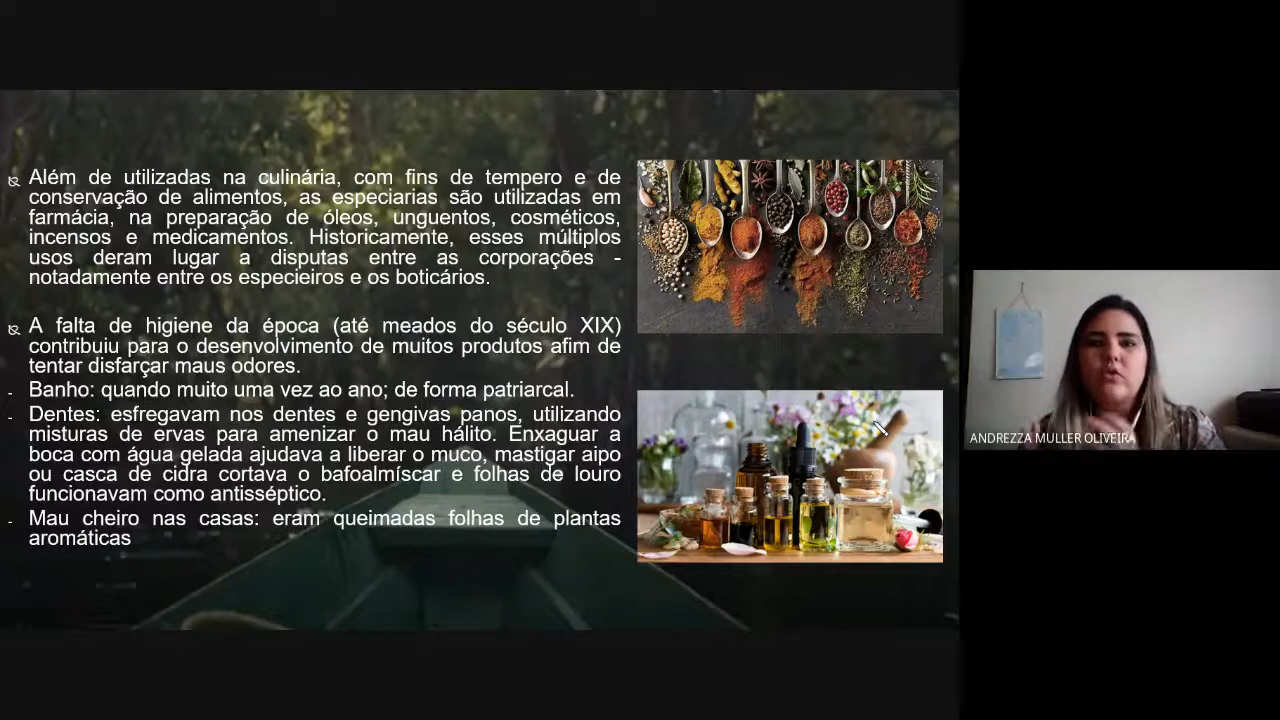 Além de utilizadas na culinária, com fins de tempero e de
conservação de alimentos, as especiarias são utilizadas em
farmácia, na preparação de óleos, unguentos, cosméticos,
incensos e medicamentos. Historicamente, esses múltiplos
usos deram lugar a disputas entre as corporações -
notadamente entre os especieiros e os boticários.
A falta de higiene da época (até meados do século XIX)
contribuiu para o desenvolvimento de muitos produtos afim de
tentar disfarçar maus odores.
- Banho: quando muito uma vez ao ano; de forma patriarcal.
- Dentes: esfregavam nos dentes e gengivas panos, utilizando
misturas de ervas para amenizar o mau hálito. Enxaguar a
boca com água gelada ajudava a liberar o muco, mastigar aipo
ou casca de cidra cortava o bafoalmíscar e folhas de louro
funcionavam como antisséptico.
- Mau cheiro nas casas: eram queimadas folhas de plantas
aromáticas
ANDREZZA MULLER OLIVEIRA